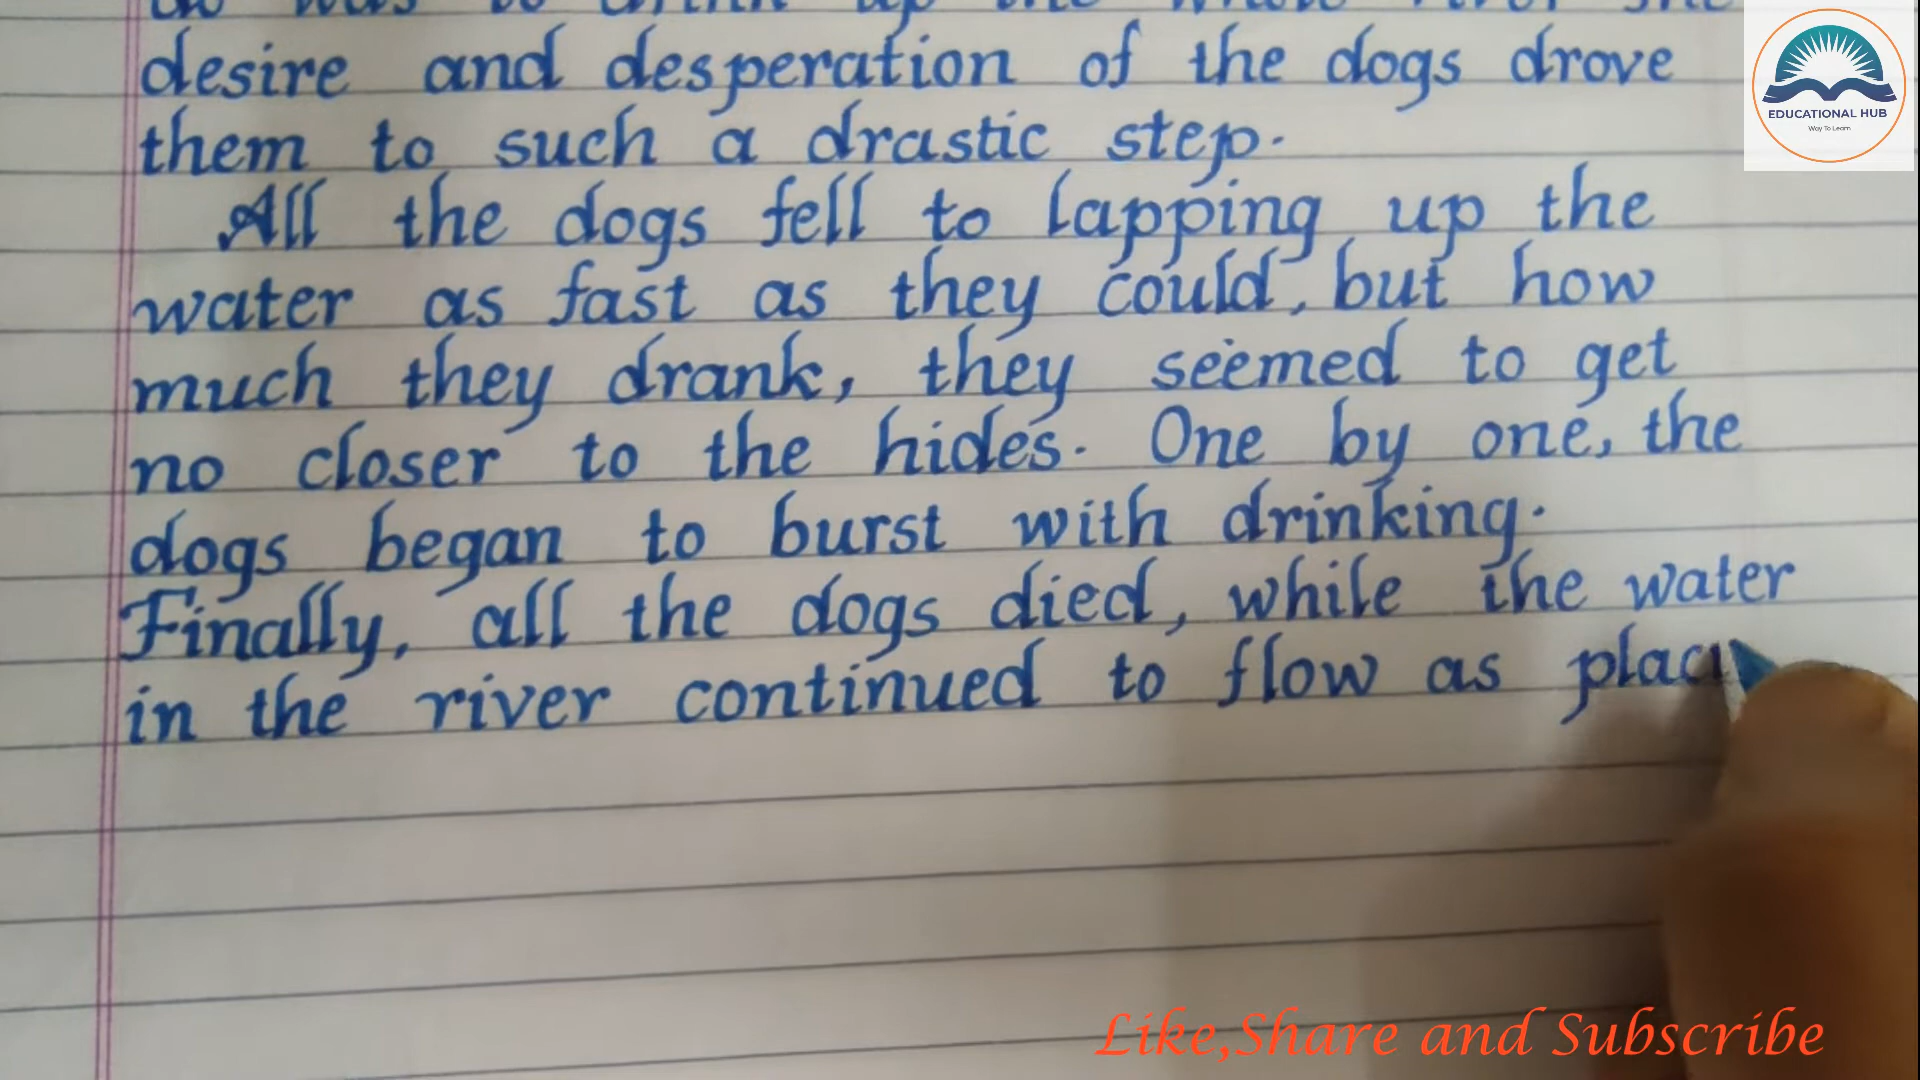 desire and desperation of the dogs drove
them to such a drastic step.
All the dogs fell to lapping up the
water as fast as they could, but how
much they drank, they seemed to get
no closer to the hides. One by one, the
dogs began to burst with drinking.
Finally, all the dogs died, while the water
in the river continued to flow as
EDUCATIONAL HUB
Way To Learn
Like,Share and Subscribe